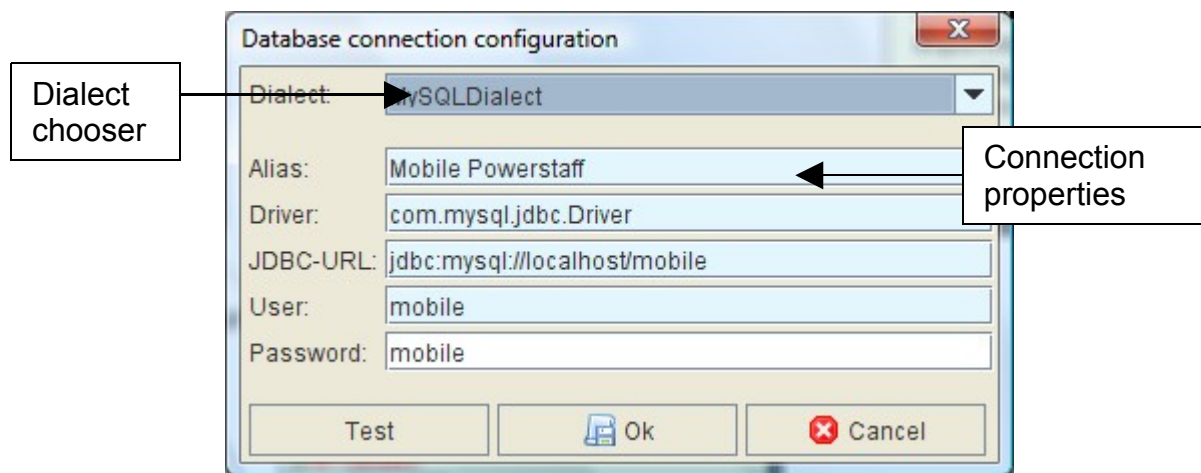 Database connection configuration
Dialect chooser
Dialect: MySQLDialect
Connection properties
Alias: Mobile Powerstaff
Driver: com.mysql.jdbc.Driver
JDBC-URL: jdbc:mysql://localhost/mobile
User: mobile
Password: mobile
Test Ok Cancel